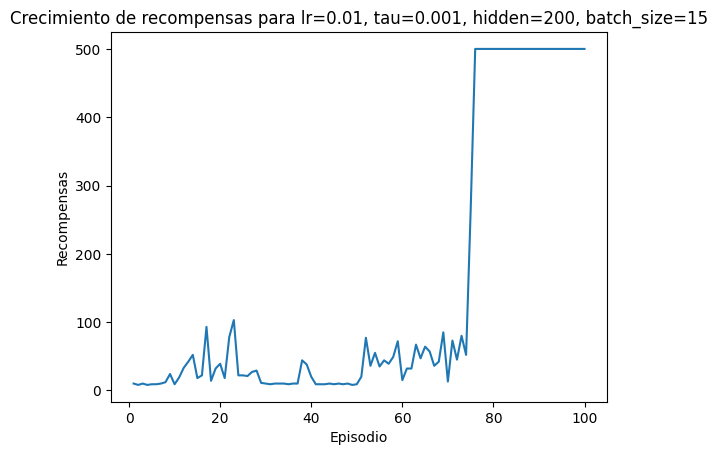 Crecimiento de recompensas para lr=0.01, tau=0.001, hidden=200, batch_size=15
500
400
300
200
100
0
Recompensas
0 20 40 60 80 100
Episodio